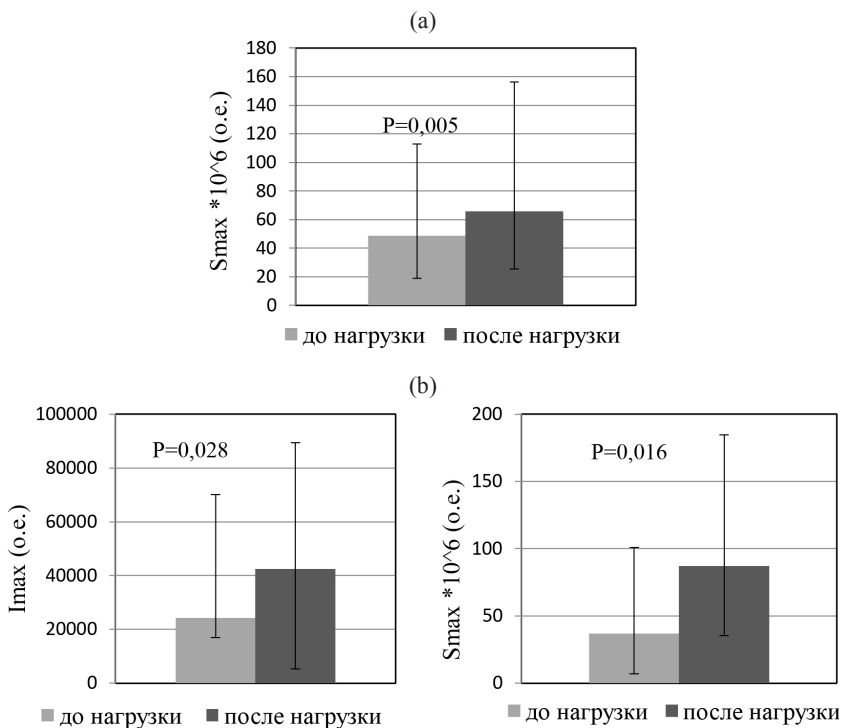 (a)
180
160
140
120
100
80
60
40
20
0
Smax *10^6 (о.е.)
P=0,005
до нагрузки после нагрузки
(b)
100000
80000
60000
40000
20000
0
Imax (о.е.)
P=0,028
до нагрузки после нагрузки
200
150
100
50
0
Smax *10^6 (о.е.)
P=0,016
до нагрузки после нагрузки